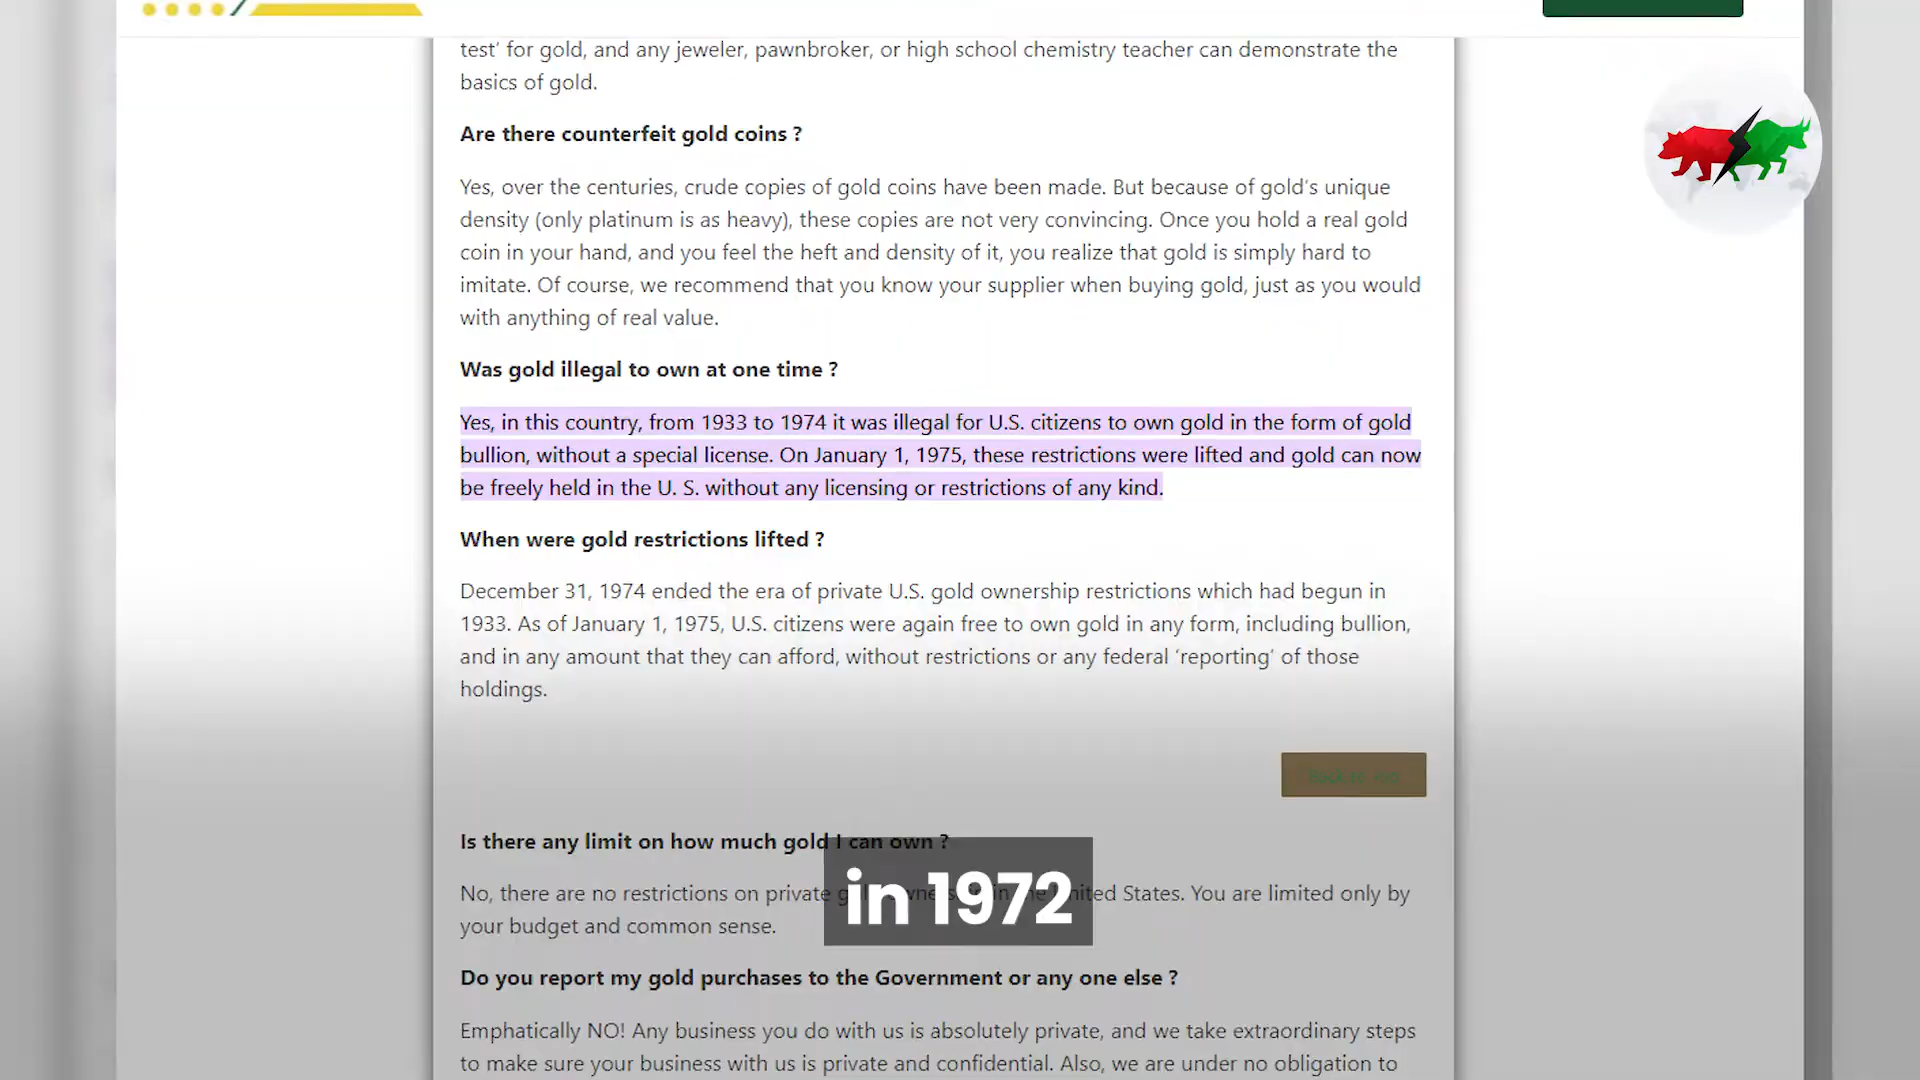 test’ for gold, and any jeweler, pawnbroker, or high school chemistry teacher can demonstrate the
basics of gold.
Are there counterfeit gold coins ?
Yes, over the centuries, crude copies of gold coins have been made. But because of gold’s unique
density (only platinum is as heavy), these copies are not very convincing. Once you hold a real gold
coin in your hand, and you feel the heft and density of it, you realize that gold is simply hard to
imitate. Of course, we recommend that you know your supplier when buying gold, just as you would
with anything of real value.
Was gold illegal to own at one time ?
Yes, in this country, from 1933 to 1974 it was illegal for U.S. citizens to own gold in the form of gold
bullion, without a special license. On January 1, 1975, these restrictions were lifted and gold can now
be freely held in the U. S. without any licensing or restrictions of any kind.
When were gold restrictions lifted ?
December 31, 1974 ended the era of private U.S. gold ownership restrictions which had begun in
1933. As of January 1, 1975, U.S. citizens were again free to own gold in any form, including bullion,
and in any amount that they can afford, without restrictions or any federal ‘reporting’ of those
holdings.
Back to Top
Is there any limit on how much gold I can own ?
No, there are no restrictions on private gold ownership in the United States. You are limited only by
your budget and common sense.
in 1972
Do you report my gold purchases to the Government or any one else ?
Emphatically NO! Any business you do with us is absolutely private, and we take extraordinary steps
to make sure your business with us is private and confidential. Also, we are under no obligation to